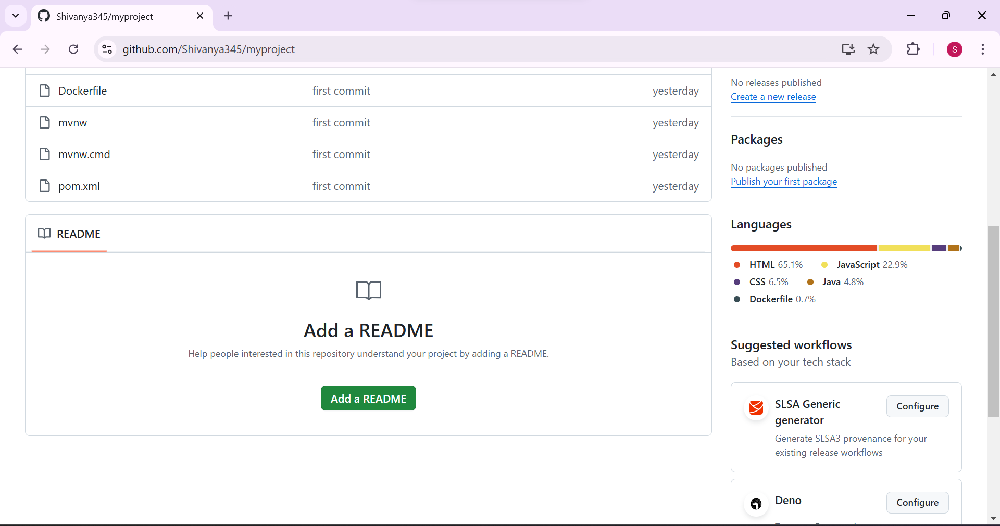 Shivanya345/myproject
github.com/Shivanya345/myproject
S
Dockerfile first commit yesterday
mvnw first commit yesterday
mvnw.cmd first commit yesterday
pom.xml first commit yesterday
README
Add a README
Help people interested in this repository understand your project by adding a README.
Add a README
No releases published
Create a new release
Packages
No packages published
Publish your first package
Languages
HTML 65.1% JavaScript 22.9%
CSS 6.5% Java 4.8%
Dockerfile 0.7%
Suggested workflows
Based on your tech stack
SLSA Generic
generator
Configure
Generate SLSA3 provenance for your
existing release workflows
Deno
Configure